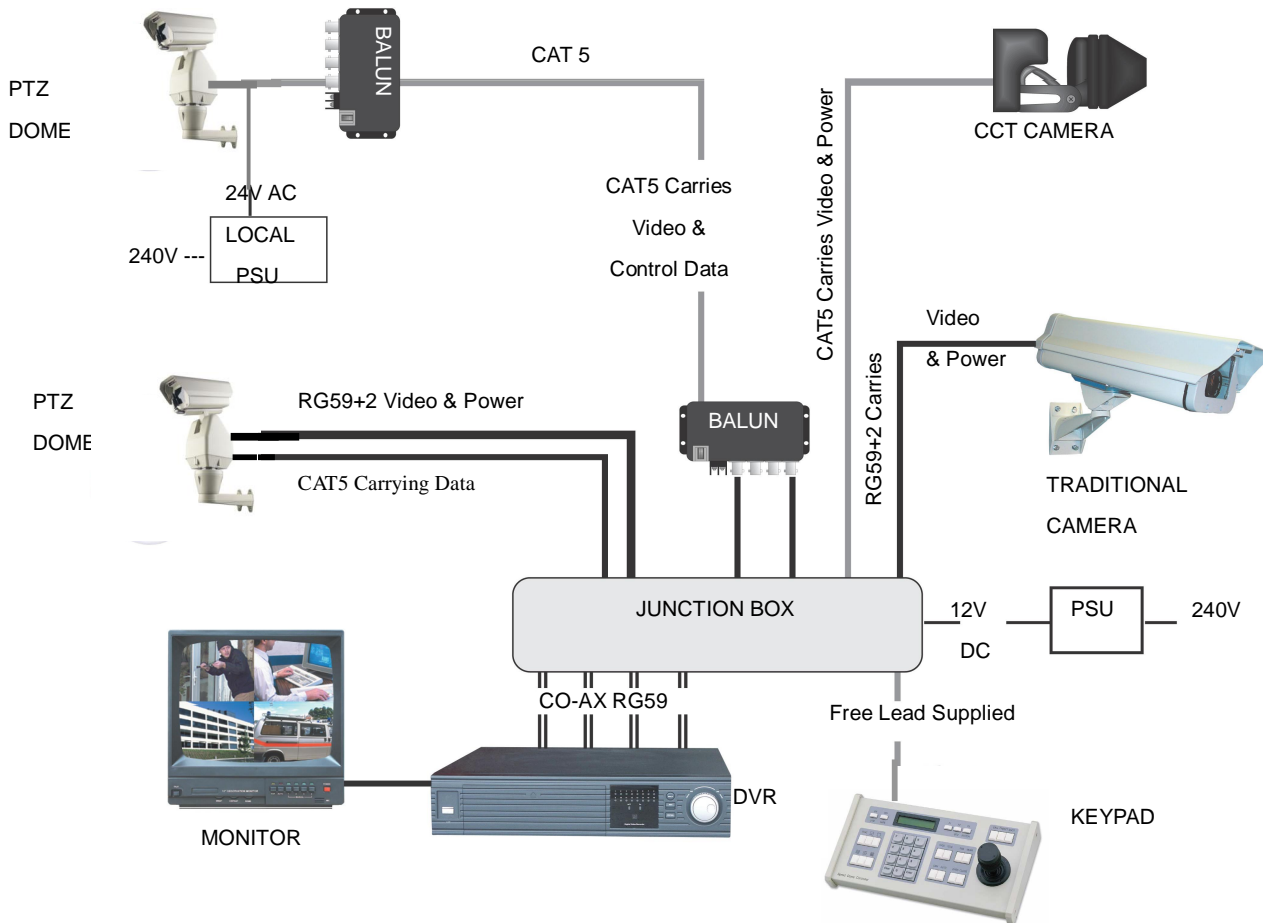 PTZ
DOME
BALUN
CAT 5
CCT CAMERA
24V AC
240V ---
LOCAL
PSU
CAT5 Carries
Video &
Control Data
CAT5 Carries Video & Power
RG59+2 Carries
Video
& Power
PTZ
DOME
RG59+2 Video & Power
CAT5 Carrying Data
BALUN
TRADITIONAL
CAMERA
JUNCTION BOX
12V
DC
PSU
240V
CO-AX RG59
Free Lead Supplied
MONITOR
DVR
KEYPAD